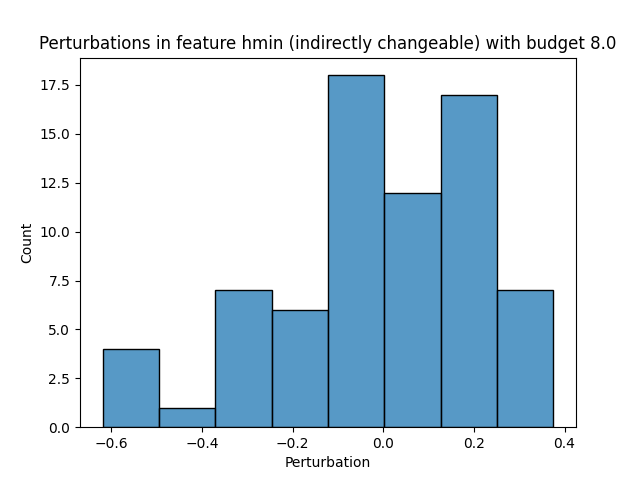 Perturbations in feature hmin (indirectly changeable) with budget 8.0
17.5
15.0
12.5
10.0
7.5
5.0
2.5
0.0
Count
−0.6 −0.4 −0.2 0.0 0.2 0.4
Perturbation